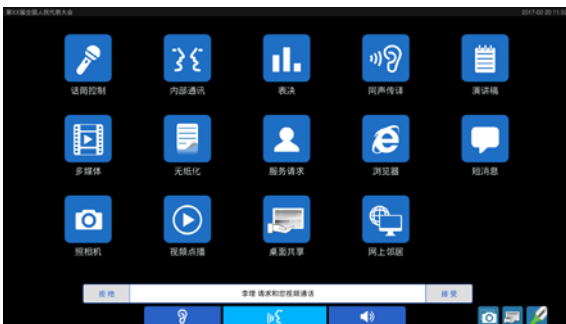 第XX届全国人民代表大会
2017-02-20 11:3
话筒控制
内部通讯
表决
同声传译
演讲稿
多媒体
无纸化
服务请求
浏览器
短消息
照相机
视频点播
桌面共享
网上邻居
拒绝
李理 请求和您视频通话
接受